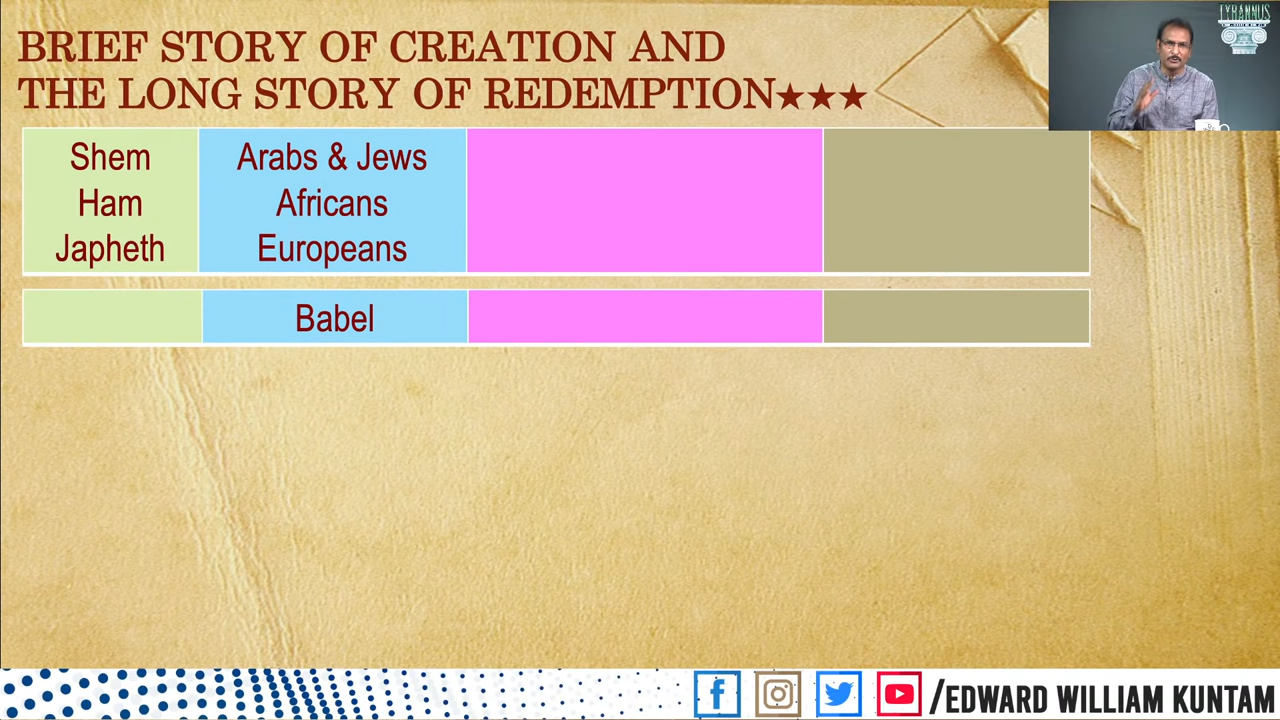 BRIEF STORY OF CREATION AND
THE LONG STORY OF REDEMPTION★★★
TYRANNUS
Shem
Arabs & Jews
Ham
Africans
Japheth
Europeans
Babel
/EDWARD WILLIAM KUNTAM